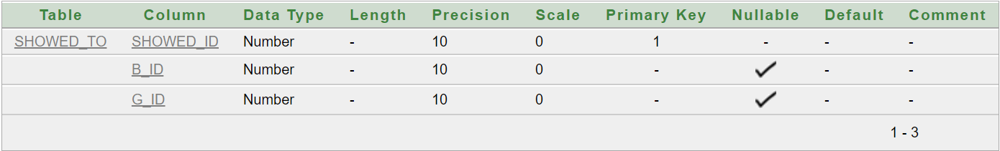 Table Column Data Type Length Precision Scale Primary Key Nullable Default Comment
SHOWED_TO SHOWED_ID Number - 10 0 1 - - -
B_ID Number - 10 0 - - -
G_ID Number - 10 0 - - -
1 - 3